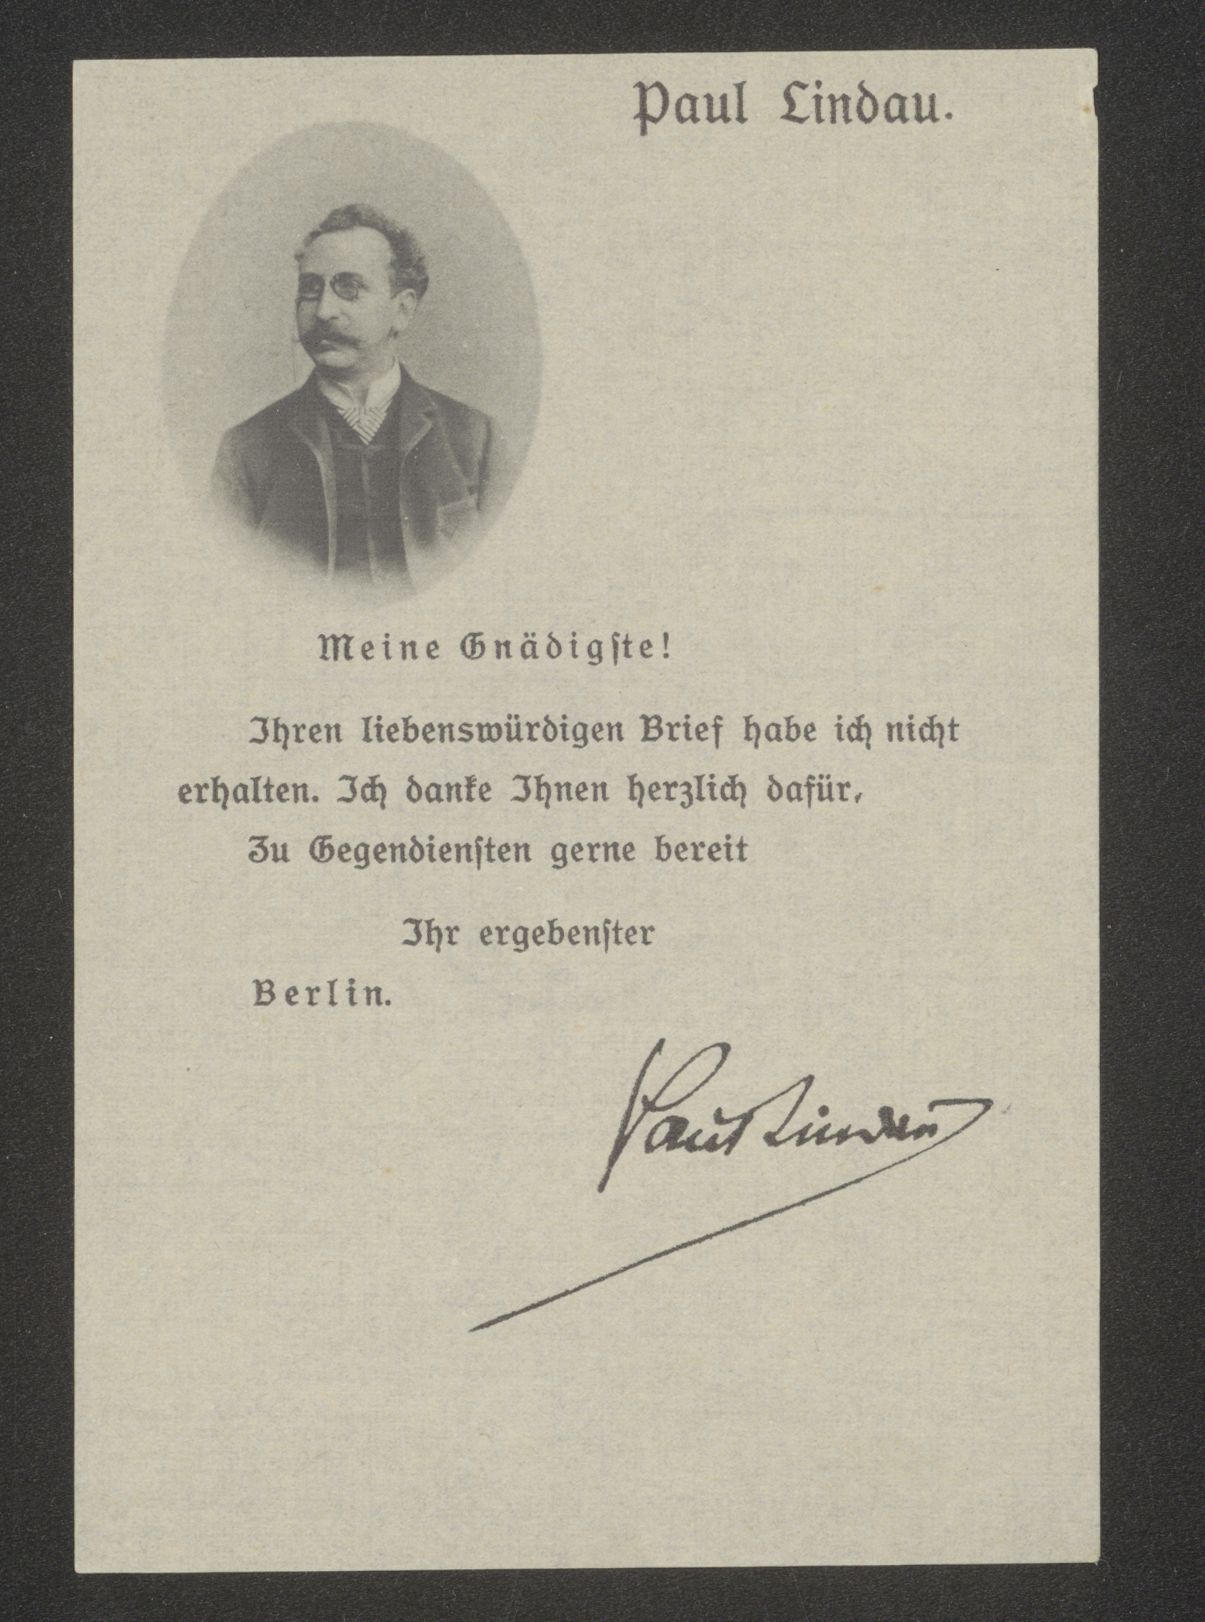 Paul Lindau.
Meine Gnädigſte!
Ihren liebenswürdigen Brief habe ich nicht
erhalten. Ich danke Ihnen herzlich dafür,
Zu Gegendienſten gerne bereit
Ihr ergebenſter
Berlin.
Paul Lindau